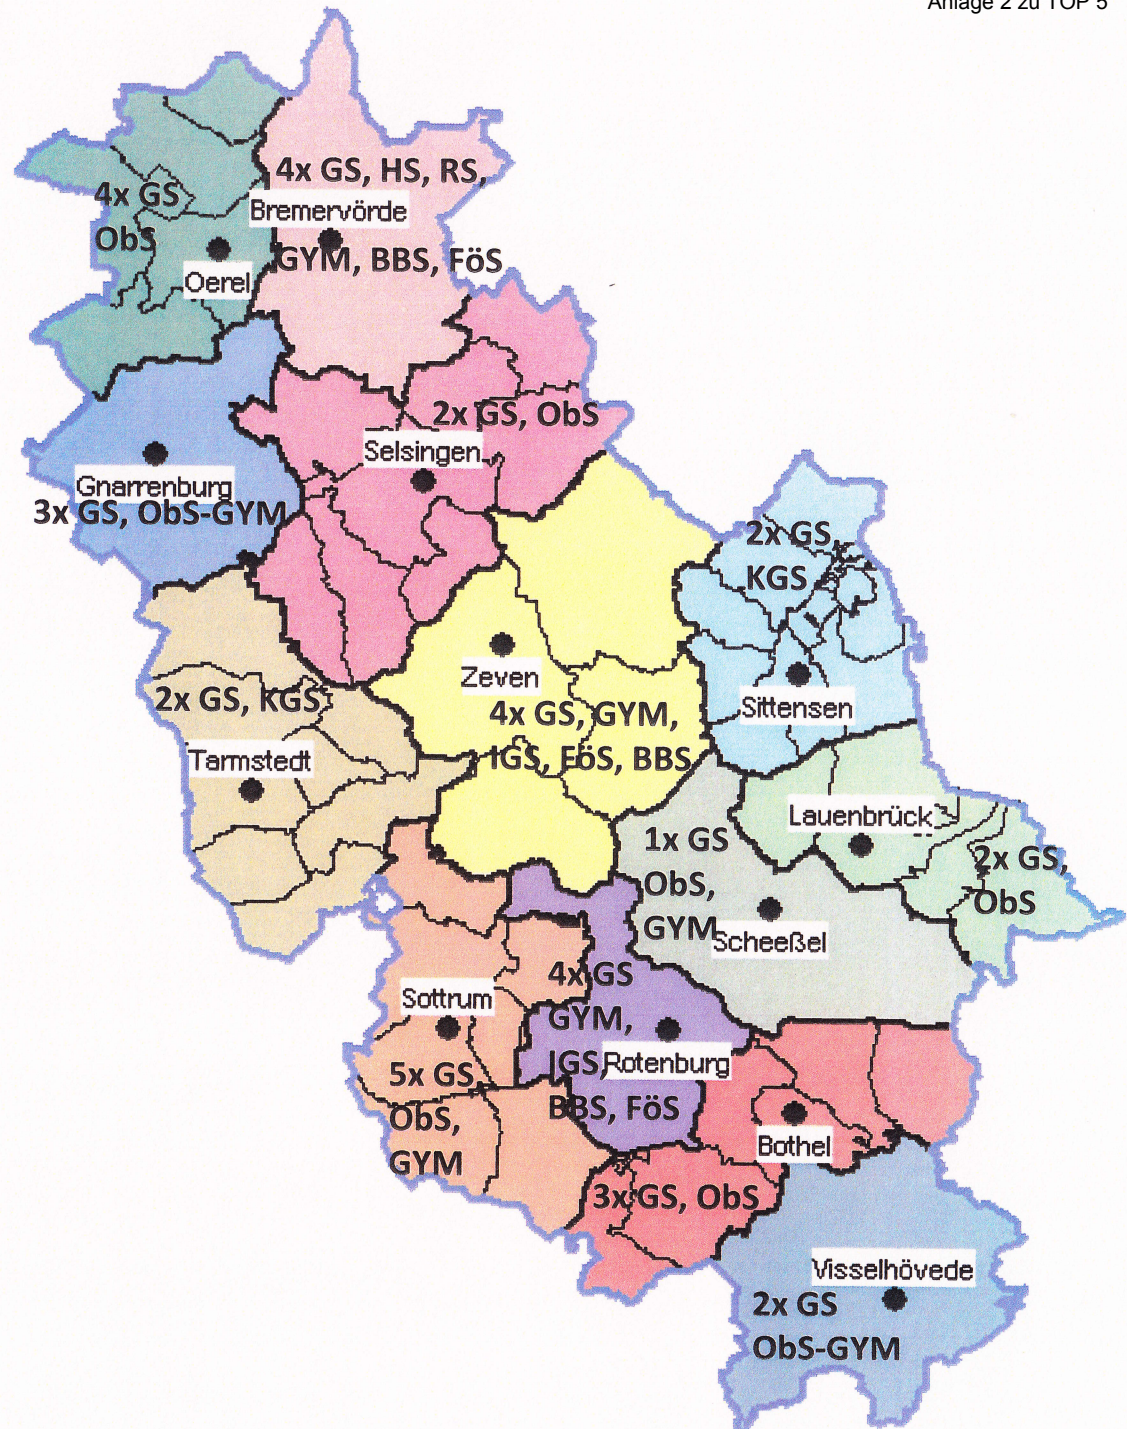 Anlage 2 zu TOP 5
4x GS, HS, RS,
Bremervörde
GYM, BBS, FöS
4x GS
ObS
Oerel
2x GS, ObS
Selsingen
Gnarrenburg
3x GS, ObS-GYM
2x GS,
KGS
Sittensen
Zeven
4x GS, GYM,
IGS, FöS, BBS
2x GS, KGS
Tarmstedt
Lauenbrück
2x GS,
ObS
1x GS
ObS,
GYM
Scheeßel
Sottrum
5x GS,
ObS,
GYM
4x GS
GYM,
IGS,
Rotenburg
BBS, FöS
Bothel
3x GS, ObS
Visselhövede
2x GS
ObS-GYM